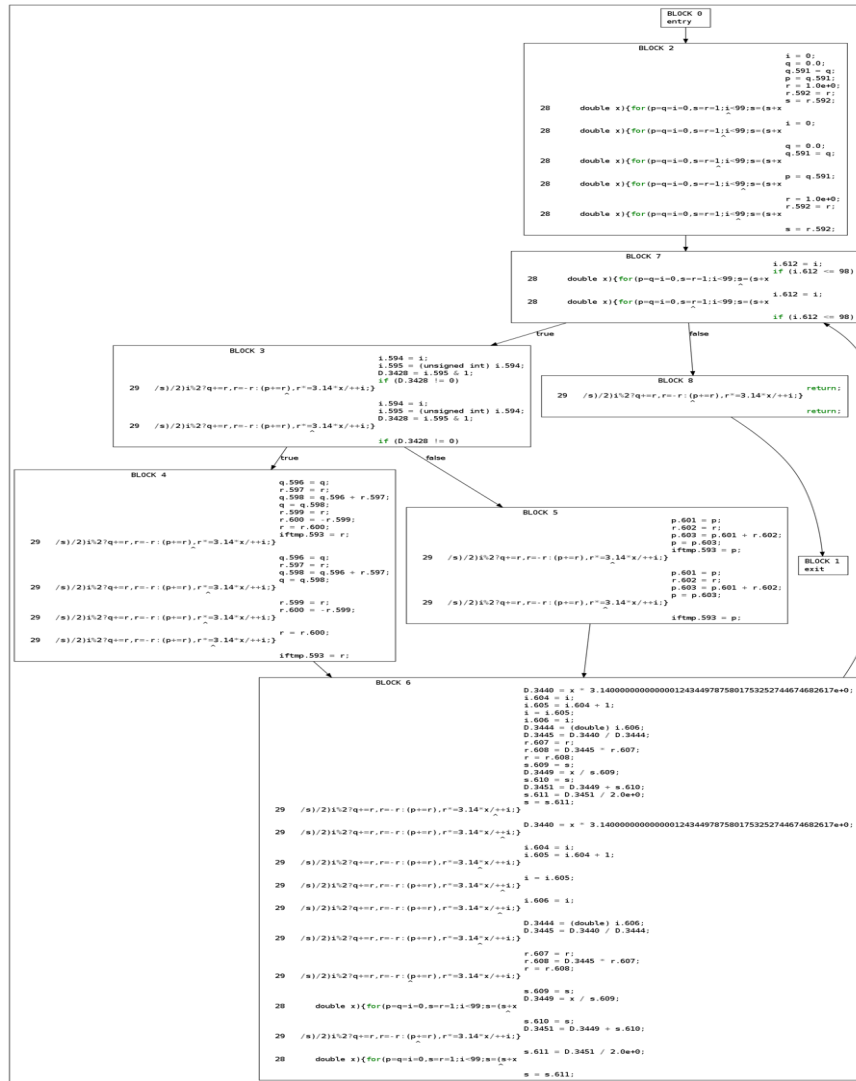 BLOCK 0
entry
BLOCK 2
i = 0;
q = 0.0;
q.591 = q;
p = q.591;
r = 1.0e+0;
r.592 = r;
s = r.592;
28 double x){for(p=q=i=0,s=r=1;i<99;s=(s+x
^
i = 0;
28 double x){for(p=q=i=0,s=r=1;i<99;s=(s+x
^
q = 0.0;
q.591 = q;
28 double x){for(p=q=i=0,s=r=1;i<99;s=(s+x
^
p = q.591;
28 double x){for(p=q=i=0,s=r=1;i<99;s=(s+x
^
r = 1.0e+0;
r.592 = r;
28 double x){for(p=q=i=0,s=r=1;i<99;s=(s+x
^
s = r.592;
BLOCK 7
i.612 = i;
if (i.612 <= 98)
28 double x){for(p=q=i=0,s=r=1;i<99;s=(s+x
^
i.612 = i;
28 double x){for(p=q=i=0,s=r=1;i<99;s=(s+x
^
if (i.612 <= 98)
true
false
BLOCK 3
i.594 = i;
i.595 = (unsigned int) i.594;
D.3428 = i.595 & 1;
if (D.3428 != 0)
29 /s)/2)i%2?q+=r,r=-r:(p+=r),r*=3.14*x/++i;}
^
i.594 = i;
i.595 = (unsigned int) i.594;
D.3428 = i.595 & 1;
29 /s)/2)i%2?q+=r,r=-r:(p+=r),r*=3.14*x/++i;}
^
if (D.3428 != 0)
BLOCK 8
return;
29 /s)/2)i%2?q+=r,r=-r:(p+=r),r*=3.14*x/++i;}
^
return;
true
false
BLOCK 4
q.596 = q;
r.597 = r;
q.598 = q.596 + r.597;
q = q.598;
r.599 = r;
r.600 = -r.599;
r = r.600;
iftmp.593 = r;
29 /s)/2)i%2?q+=r,r=-r:(p+=r),r*=3.14*x/++i;}
^
q.596 = q;
r.597 = r;
q.598 = q.596 + r.597;
q = q.598;
29 /s)/2)i%2?q+=r,r=-r:(p+=r),r*=3.14*x/++i;}
^
r.599 = r;
r.600 = -r.599;
29 /s)/2)i%2?q+=r,r=-r:(p+=r),r*=3.14*x/++i;}
^
r = r.600;
29 /s)/2)i%2?q+=r,r=-r:(p+=r),r*=3.14*x/++i;}
^
iftmp.593 = r;
BLOCK 5
p.601 = p;
r.602 = r;
p.603 = p.601 + r.602;
p = p.603;
iftmp.593 = p;
29 /s)/2)i%2?q+=r,r=-r:(p+=r),r*=3.14*x/++i;}
^
p.601 = p;
r.602 = r;
p.603 = p.601 + r.602;
p = p.603;
29 /s)/2)i%2?q+=r,r=-r:(p+=r),r*=3.14*x/++i;}
^
iftmp.593 = p;
BLOCK 1
exit
BLOCK 6
D.3440 = x * 3.140000000000000124344978758017532527446746826171e+0;
i.604 = i;
i.605 = i.604 + 1;
i = i.605;
i.606 = i;
D.3444 = (double) i.606;
D.3445 = D.3440 / D.3444;
r.607 = r;
r.608 = D.3445 * r.607;
r = r.608;
s.609 = s;
D.3449 = x / s.609;
s.610 = s;
D.3451 = D.3449 + s.610;
s.611 = D.3451 / 2.0e+0;
s = s.611;
29 /s)/2)i%2?q+=r,r=-r:(p+=r),r*=3.14*x/++i;}
^
D.3440 = x * 3.140000000000000124344978758017532527446746826171e+0;
29 /s)/2)i%2?q+=r,r=-r:(p+=r),r*=3.14*x/++i;}
^
i.604 = i;
i.605 = i.604 + 1;
29 /s)/2)i%2?q+=r,r=-r:(p+=r),r*=3.14*x/++i;}
^
i = i.605;
29 /s)/2)i%2?q+=r,r=-r:(p+=r),r*=3.14*x/++i;}
^
i.606 = i;
29 /s)/2)i%2?q+=r,r=-r:(p+=r),r*=3.14*x/++i;}
^
D.3444 = (double) i.606;
D.3445 = D.3440 / D.3444;
29 /s)/2)i%2?q+=r,r=-r:(p+=r),r*=3.14*x/++i;}
^
r.607 = r;
r.608 = D.3445 * r.607;
r = r.608;
29 /s)/2)i%2?q+=r,r=-r:(p+=r),r*=3.14*x/++i;}
^
s.609 = s;
D.3449 = x / s.609;
28 double x){for(p=q=i=0,s=r=1;i<99;s=(s+x
^
s.610 = s;
D.3451 = D.3449 + s.610;
29 /s)/2)i%2?q+=r,r=-r:(p+=r),r*=3.14*x/++i;}
^
s.611 = D.3451 / 2.0e+0;
28 double x){for(p=q=i=0,s=r=1;i<99;s=(s+x
^
s = s.611;